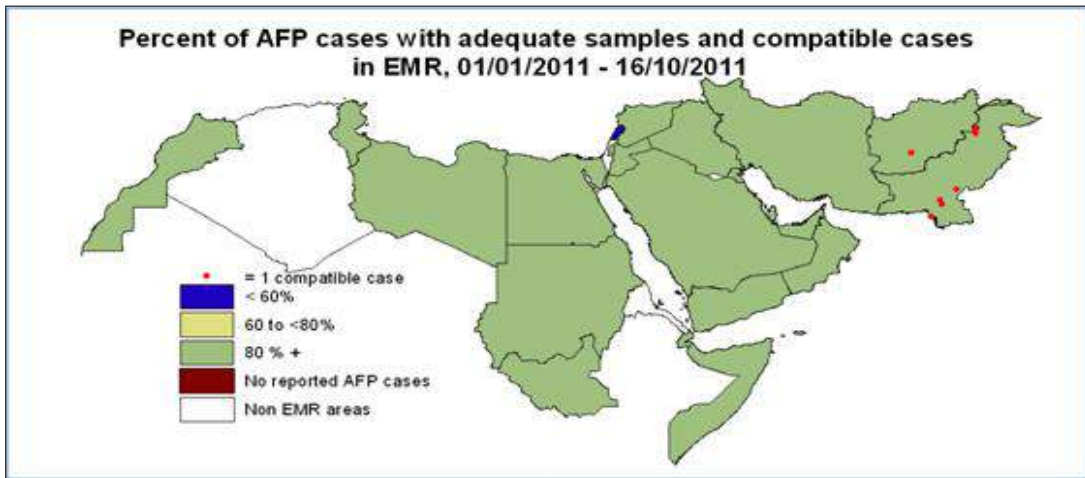 Percent of AFP cases with adequate samples and compatible cases
in EMR, 01/01/2011 - 16/10/2011
= 1 compatible case
< 60%
60 to <80%
80 % +
No reported AFP cases
Non EMR areas